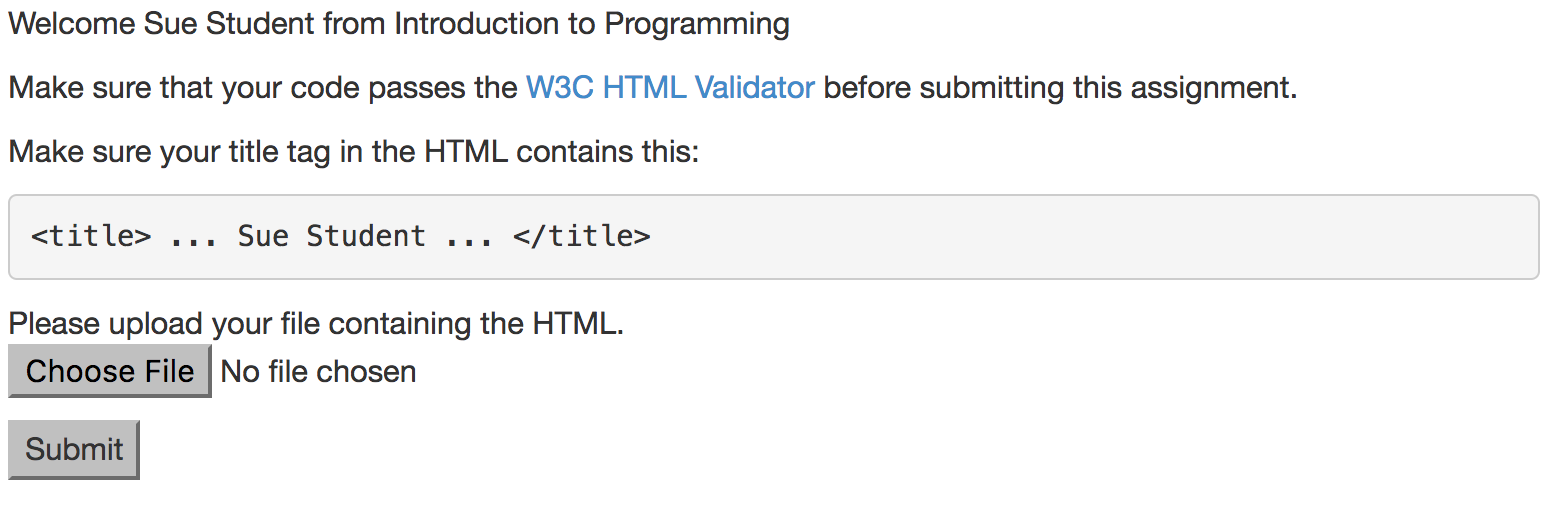 Welcome Sue Student from Introduction to Programming
Make sure that your code passes the W3C HTML Validator before submitting this assignment.
Make sure your title tag in the HTML contains this:
<title> ... Sue Student ... </title>
Please upload your file containing the HTML.
Choose File No file chosen
Submit